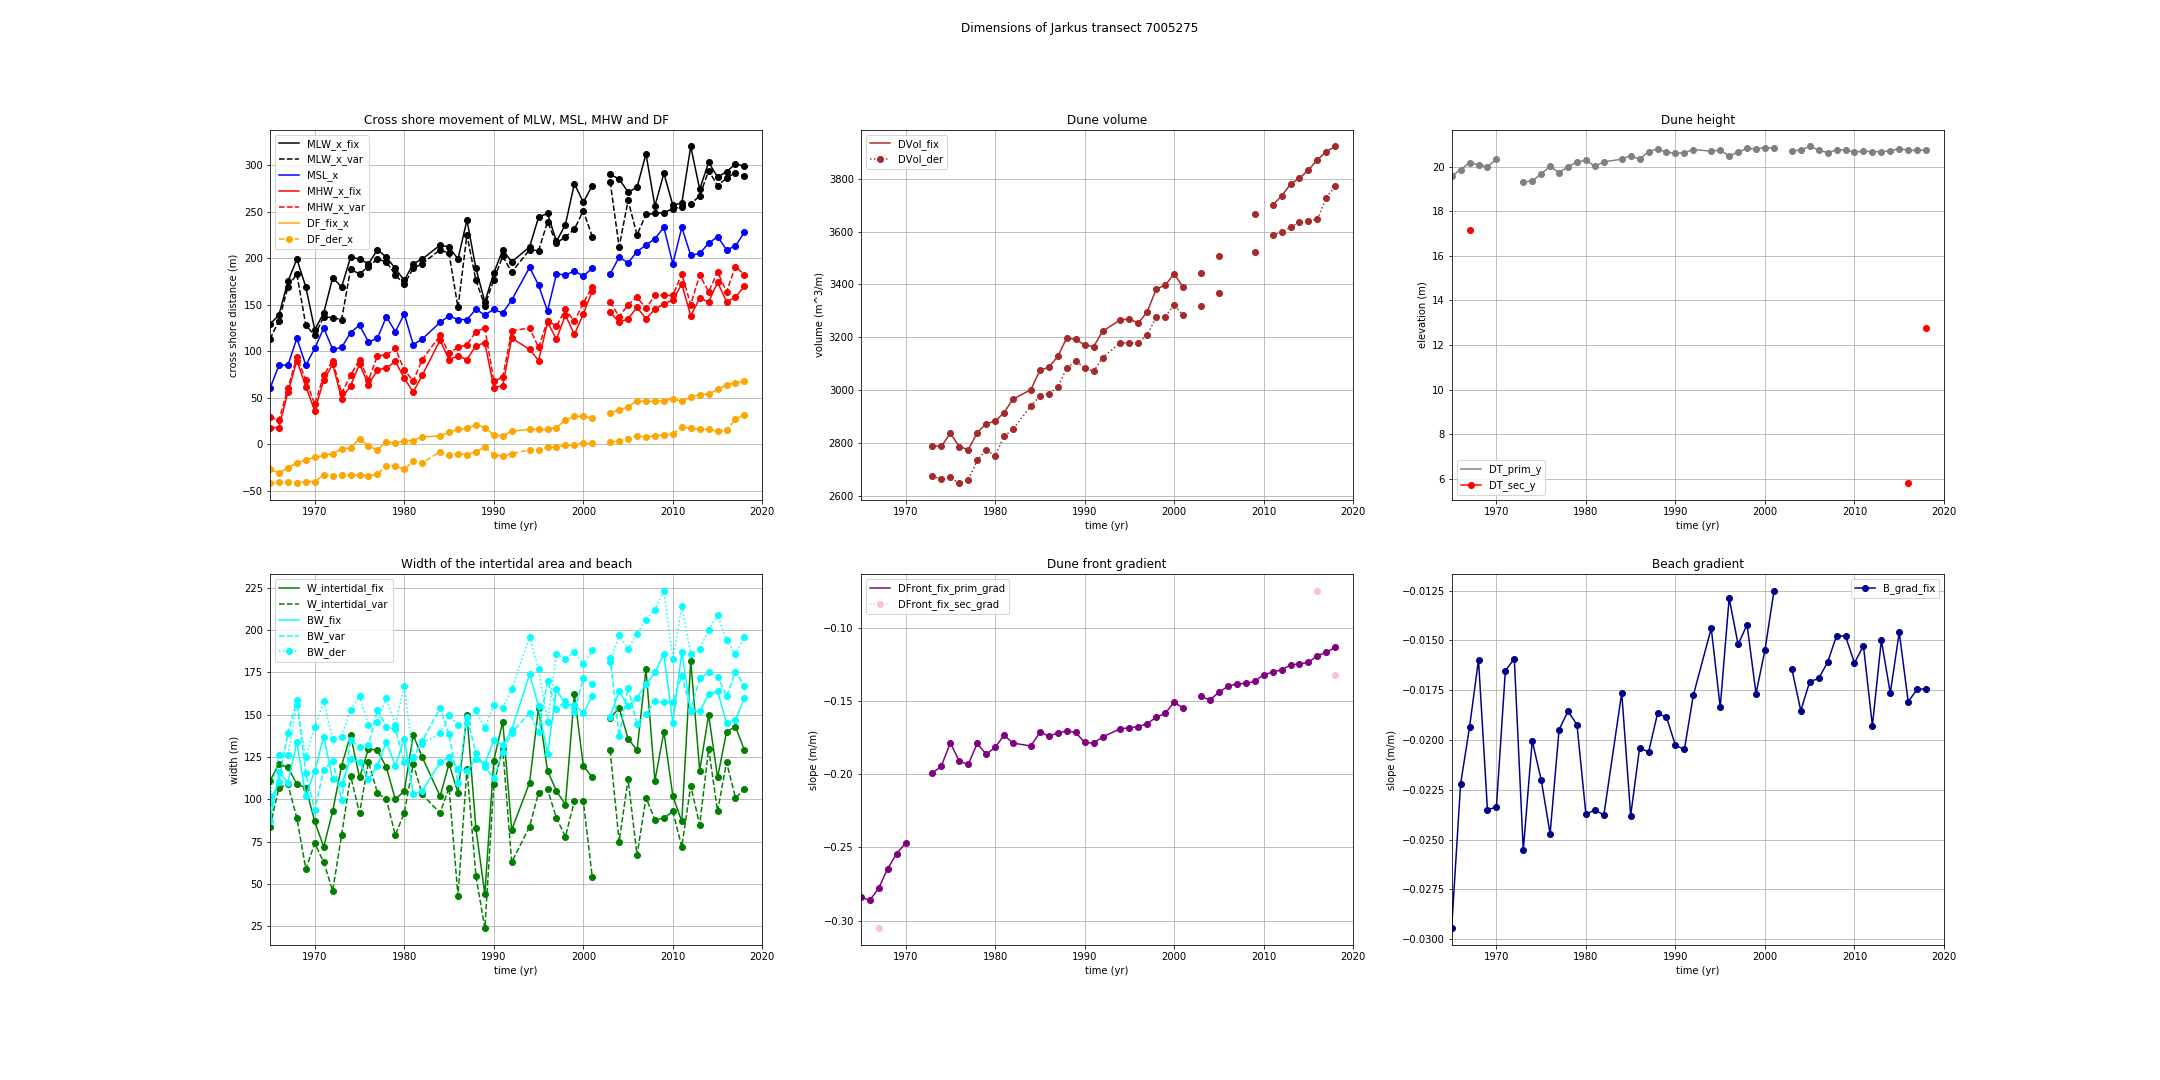 Dimensions of Jarkus transect 7005275
Cross shore movement of MLW, MSL, MHW and DF
MLW_x_fix
MLW_x_var
MSL_x
MHW_x_fix
MHW_x_var
DF_fix_x
DF_der_x
300
250
200
150
100
50
0
−50
cross shore distance (m)
1970 1980 1990 2000 2010 2020
time (yr)
Dune volume
DVol_fix
DVol_der
3800
3600
3400
3200
3000
2800
2600
volume (m^3/m)
1970 1980 1990 2000 2010 2020
time (yr)
Dune height
20
18
16
14
12
10
8
6
elevation (m)
DT_prim_y
DT_sec_y
1970 1980 1990 2000 2010 2020
time (yr)
Width of the intertidal area and beach
W_intertidal_fix
W_intertidal_var
BW_fix
BW_var
BW_der
225
200
175
150
125
100
75
50
25
width (m)
1970 1980 1990 2000 2010 2020
time (yr)
Dune front gradient
DFront_fix_prim_grad
DFront_fix_sec_grad
−0.10
−0.15
−0.20
−0.25
−0.30
slope (m/m)
1970 1980 1990 2000 2010 2020
time (yr)
Beach gradient
B_grad_fix
−0.0125
−0.0150
−0.0175
−0.0200
−0.0225
−0.0250
−0.0275
−0.0300
slope (m/m)
1970 1980 1990 2000 2010 2020
time (yr)